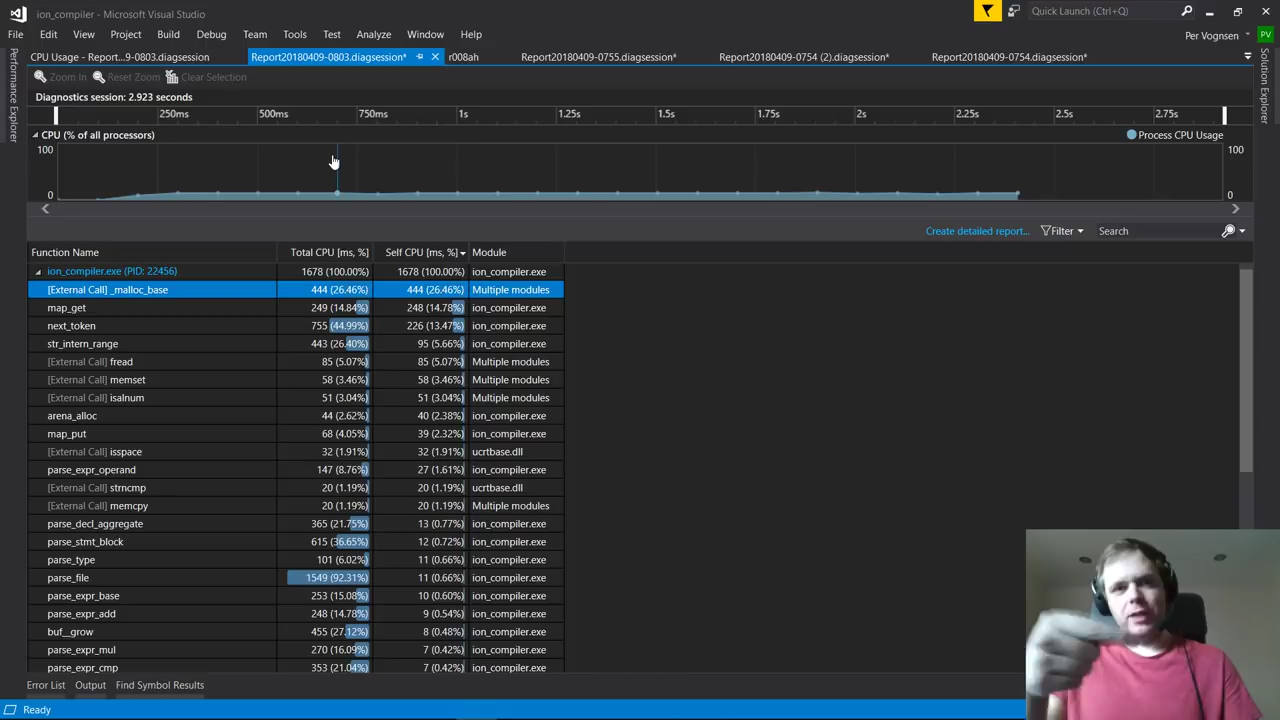 ion_compiler - Microsoft Visual Studio
Quick Launch (Ctrl+Q)
File Edit View Project Build Debug Team Tools Test Analyze Window Help
Per Vognsen PV
CPU Usage - Report...9-0803.diagsession Report20180409-0803.diagsession* r008ah Report20180409-0755.diagsession* Report20180409-0754 (2).diagsession* Report20180409-0754.diagsession*
Performance Explorer
Solution Explorer
Zoom In Reset Zoom Clear Selection
Diagnostics session: 2.923 seconds
250ms 500ms 750ms 1s 1.25s 1.5s 1.75s 2s 2.25s 2.5s 2.75s
CPU (% of all processors) Process CPU Usage
100 100
0 0
Create detailed report... Filter Search
Function Name Total CPU [ms, %] Self CPU [ms, %] Module
ion_compiler.exe (PID: 22456) 1678 (100.00%) 1678 (100.00%) ion_compiler.exe
[External Call] _malloc_base 444 (26.46%) 444 (26.46%) Multiple modules
map_get 249 (14.84%) 248 (14.78%) ion_compiler.exe
next_token 755 (44.99%) 226 (13.47%) ion_compiler.exe
str_intern_range 443 (26.40%) 95 (5.66%) ion_compiler.exe
[External Call] fread 85 (5.07%) 85 (5.07%) Multiple modules
[External Call] memset 58 (3.46%) 58 (3.46%) Multiple modules
[External Call] isalnum 51 (3.04%) 51 (3.04%) Multiple modules
arena_alloc 44 (2.62%) 40 (2.38%) ion_compiler.exe
map_put 68 (4.05%) 39 (2.32%) ion_compiler.exe
[External Call] isspace 32 (1.91%) 32 (1.91%) ucrtbase.dll
parse_expr_operand 147 (8.76%) 27 (1.61%) ion_compiler.exe
[External Call] strncmp 20 (1.19%) 20 (1.19%) ucrtbase.dll
[External Call] memcpy 20 (1.19%) 20 (1.19%) Multiple modules
parse_decl_aggregate 365 (21.75%) 13 (0.77%) ion_compiler.exe
parse_stmt_block 615 (36.65%) 12 (0.72%) ion_compiler.exe
parse_type 101 (6.02%) 11 (0.66%) ion_compiler.exe
parse_file 1549 (92.31%) 11 (0.66%) ion_compiler.exe
parse_expr_base 253 (15.08%) 10 (0.60%) ion_compiler.exe
parse_expr_add 248 (14.78%) 9 (0.54%) ion_compiler.exe
buf__grow 455 (27.12%) 8 (0.48%) ion_compiler.exe
parse_expr_mul 270 (16.09%) 7 (0.42%) ion_compiler.exe
parse_expr_cmp 353 (21.04%) 7 (0.42%) ion_compiler.exe
Error List Output Find Symbol Results
Ready